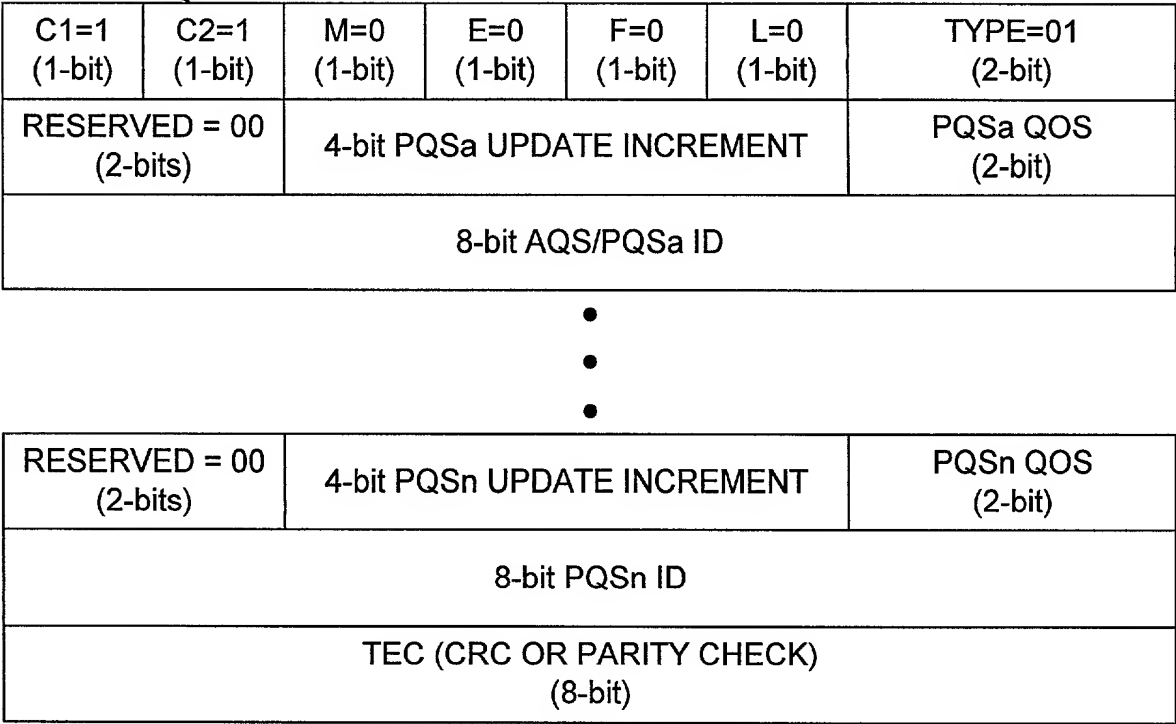 C1=1 C2=1 M=0 E=0 F=0 L=0 TYPE=01
(1-bit) (1-bit) (1-bit) (1-bit) (1-bit) (1-bit) (2-bit)
RESERVED = 00 4-bit PQSa UPDATE INCREMENT PQSa QOS
(2-bits) (2-bit)
8-bit AQS/PQSa ID
RESERVED = 00 4-bit PQSn UPDATE INCREMENT PQSn QOS
(2-bits) (2-bit)
8-bit PQSn ID
TEC (CRC OR PARITY CHECK)
(8-bit)